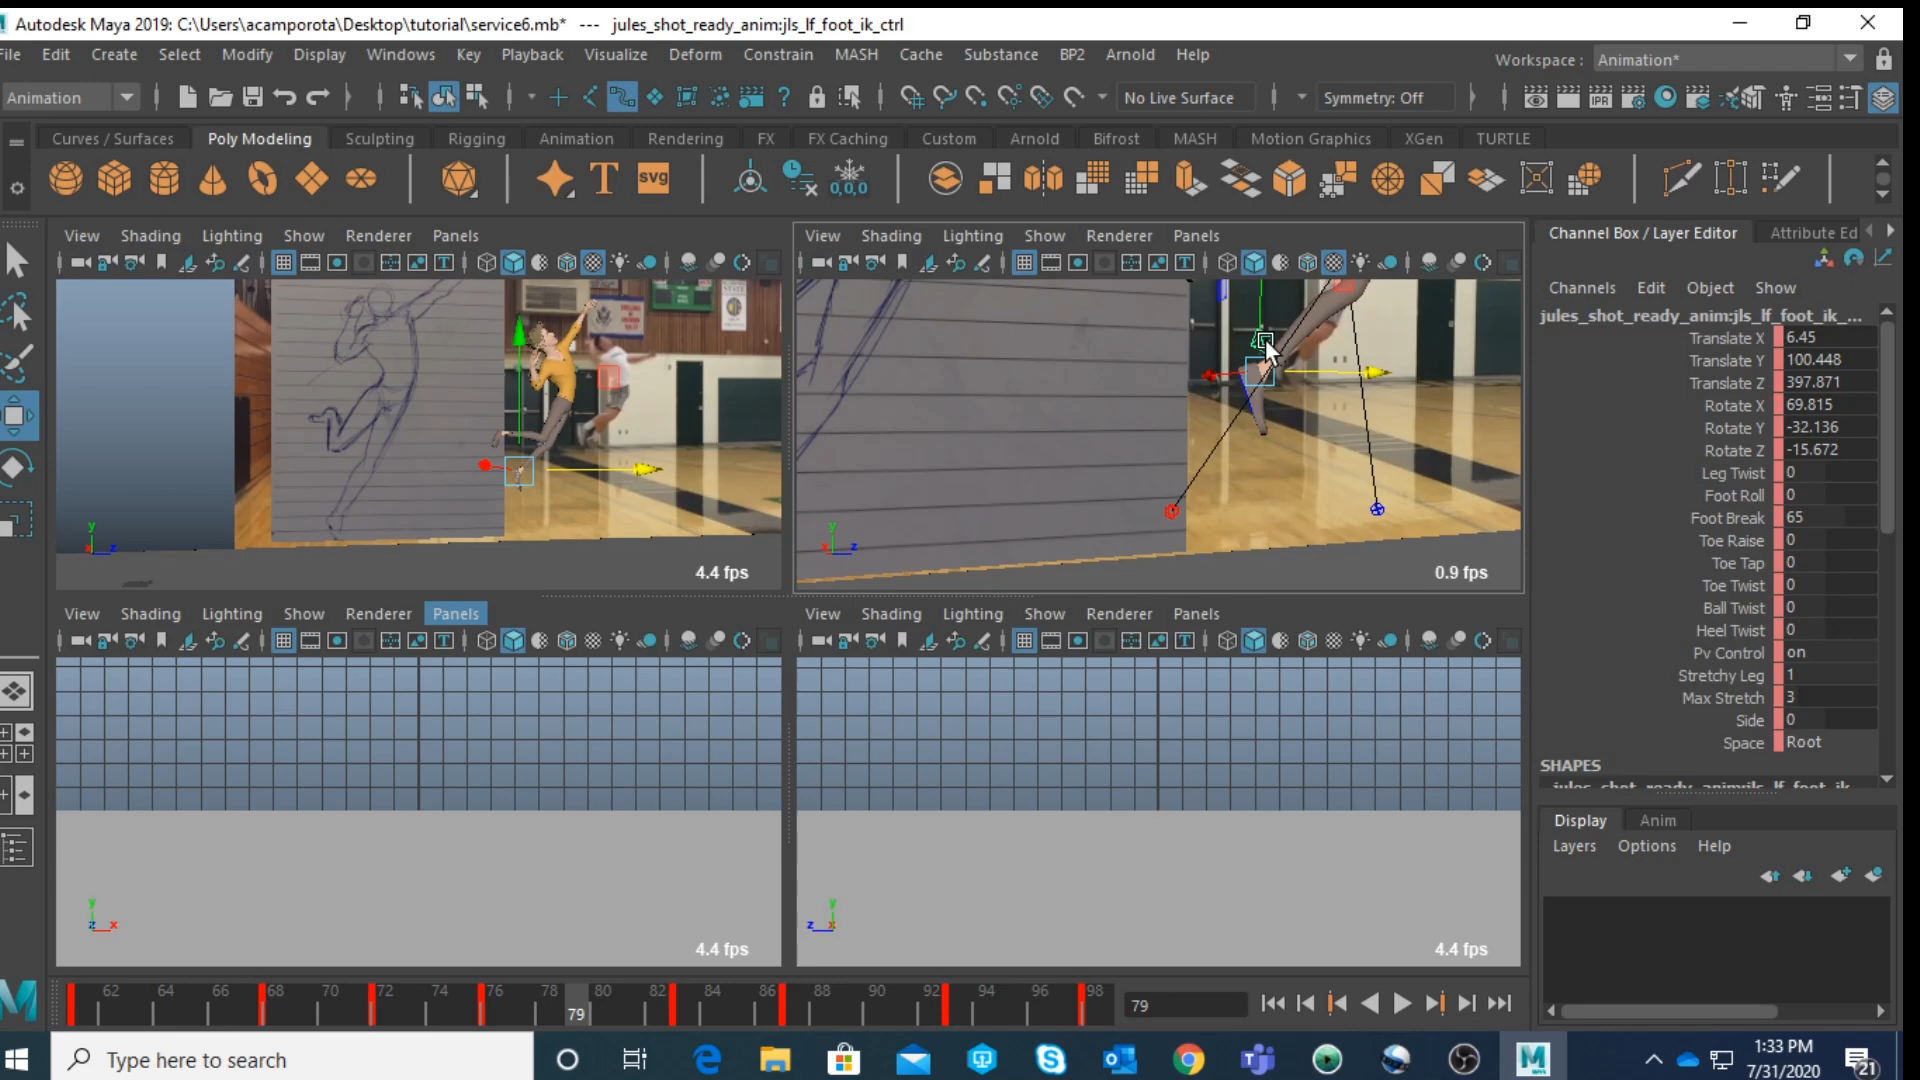 Autodesk Maya 2019: C:\Users\acamporota\Desktop\tutorial\service6.mb* --- jules_shot_ready_anim:jls_lf_foot_ik_ctrl
File Edit Create Select Modify Display Windows Key Playback Visualize Deform Constrain MASH Cache Substance BP2 Arnold Help
Workspace : Animation*
Animation No Live Surface Symmetry: Off
Curves / Surfaces Poly Modeling Sculpting Rigging Animation Rendering FX FX Caching Custom Arnold Bifrost MASH Motion Graphics XGen TURTLE
T svg 0,0,0
View Shading Lighting Show Renderer Panels
View Shading Lighting Show Renderer Panels
4.4 fps
0.9 fps
View Shading Lighting Show Renderer Panels
View Shading Lighting Show Renderer Panels
4.4 fps
4.4 fps
Channel Box / Layer Editor Attribute Ed
Channels Edit Object Show
jules_shot_ready_anim:jls_lf_foot_ik_...
Translate X 6.45
Translate Y 100.448
Translate Z 397.871
Rotate X 69.815
Rotate Y -32.136
Rotate Z -15.672
Leg Twist 0
Foot Roll 0
Foot Break 65
Toe Raise 0
Toe Tap 0
Toe Twist 0
Ball Twist 0
Heel Twist 0
Pv Control on
Stretchy Leg 1
Max Stretch 3
Side 0
Space Root
SHAPES
Display Anim
Layers Options Help
62 64 66 68 70 72 74 76 78 80 82 84 86 88 90 92 94 96 98
79
79
Type here to search
1:33 PM
7/31/2020
21